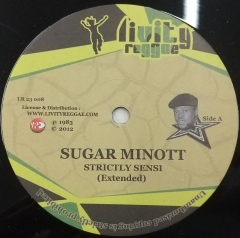 livity
reggae
LR 23 008
License & Distribution :
WWW.LIVITYREGGAE.COM
℗ 1983
© 2012
Side A
SUGAR MINOTT
STRICTLY SENSI
(Extended)